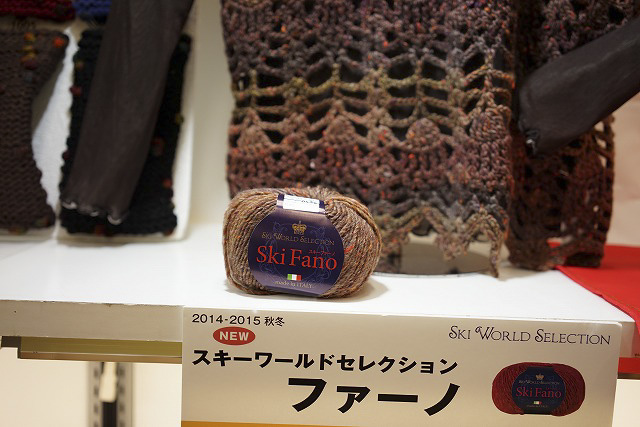 SKI WORLD SELECTION
Ski Fano
made in ITALY
2014-2015 秋冬
NEW
SKI WORLD SELECTION
スキーワールドセレクション
ファーノ
Ski Fano